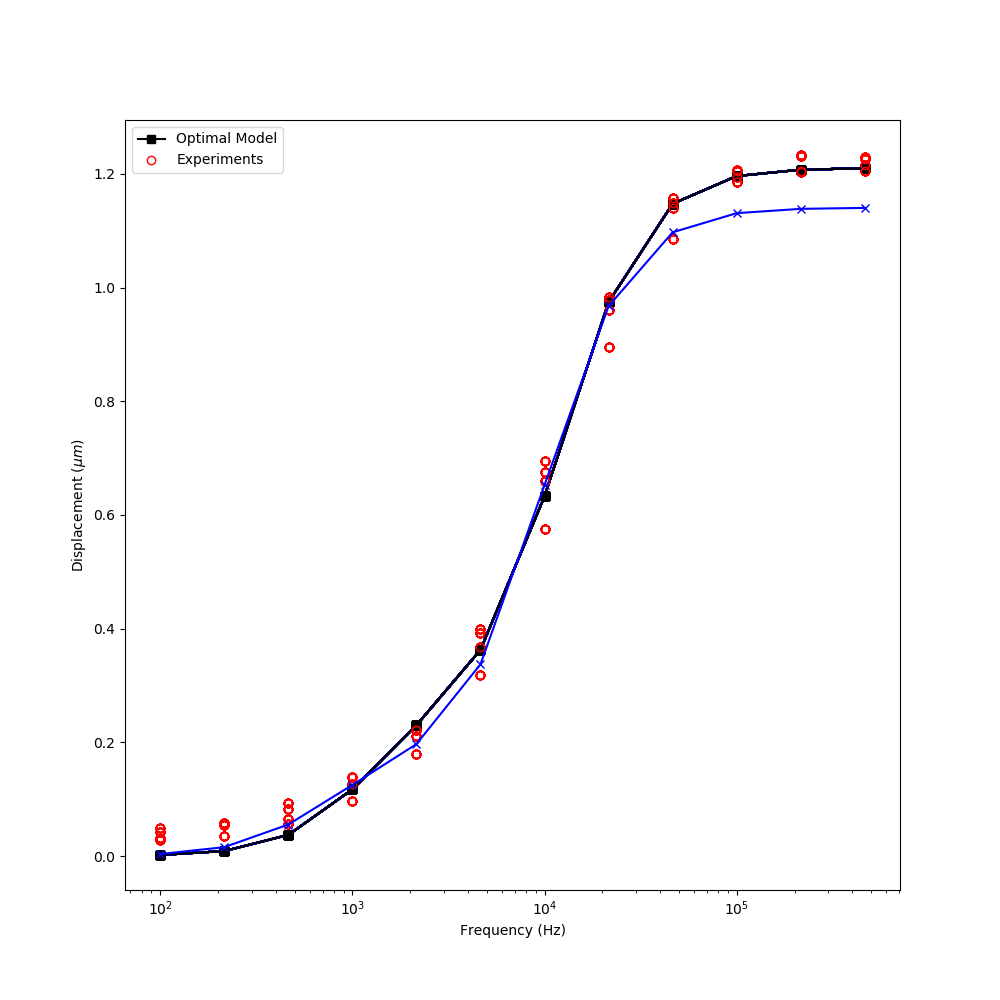 Optimal Model
Experiments
1.2
1.0
0.8
0.6
0.4
0.2
0.0
Displacement (μm)
10² 10³ 10⁴ 10⁵
Frequency (Hz)